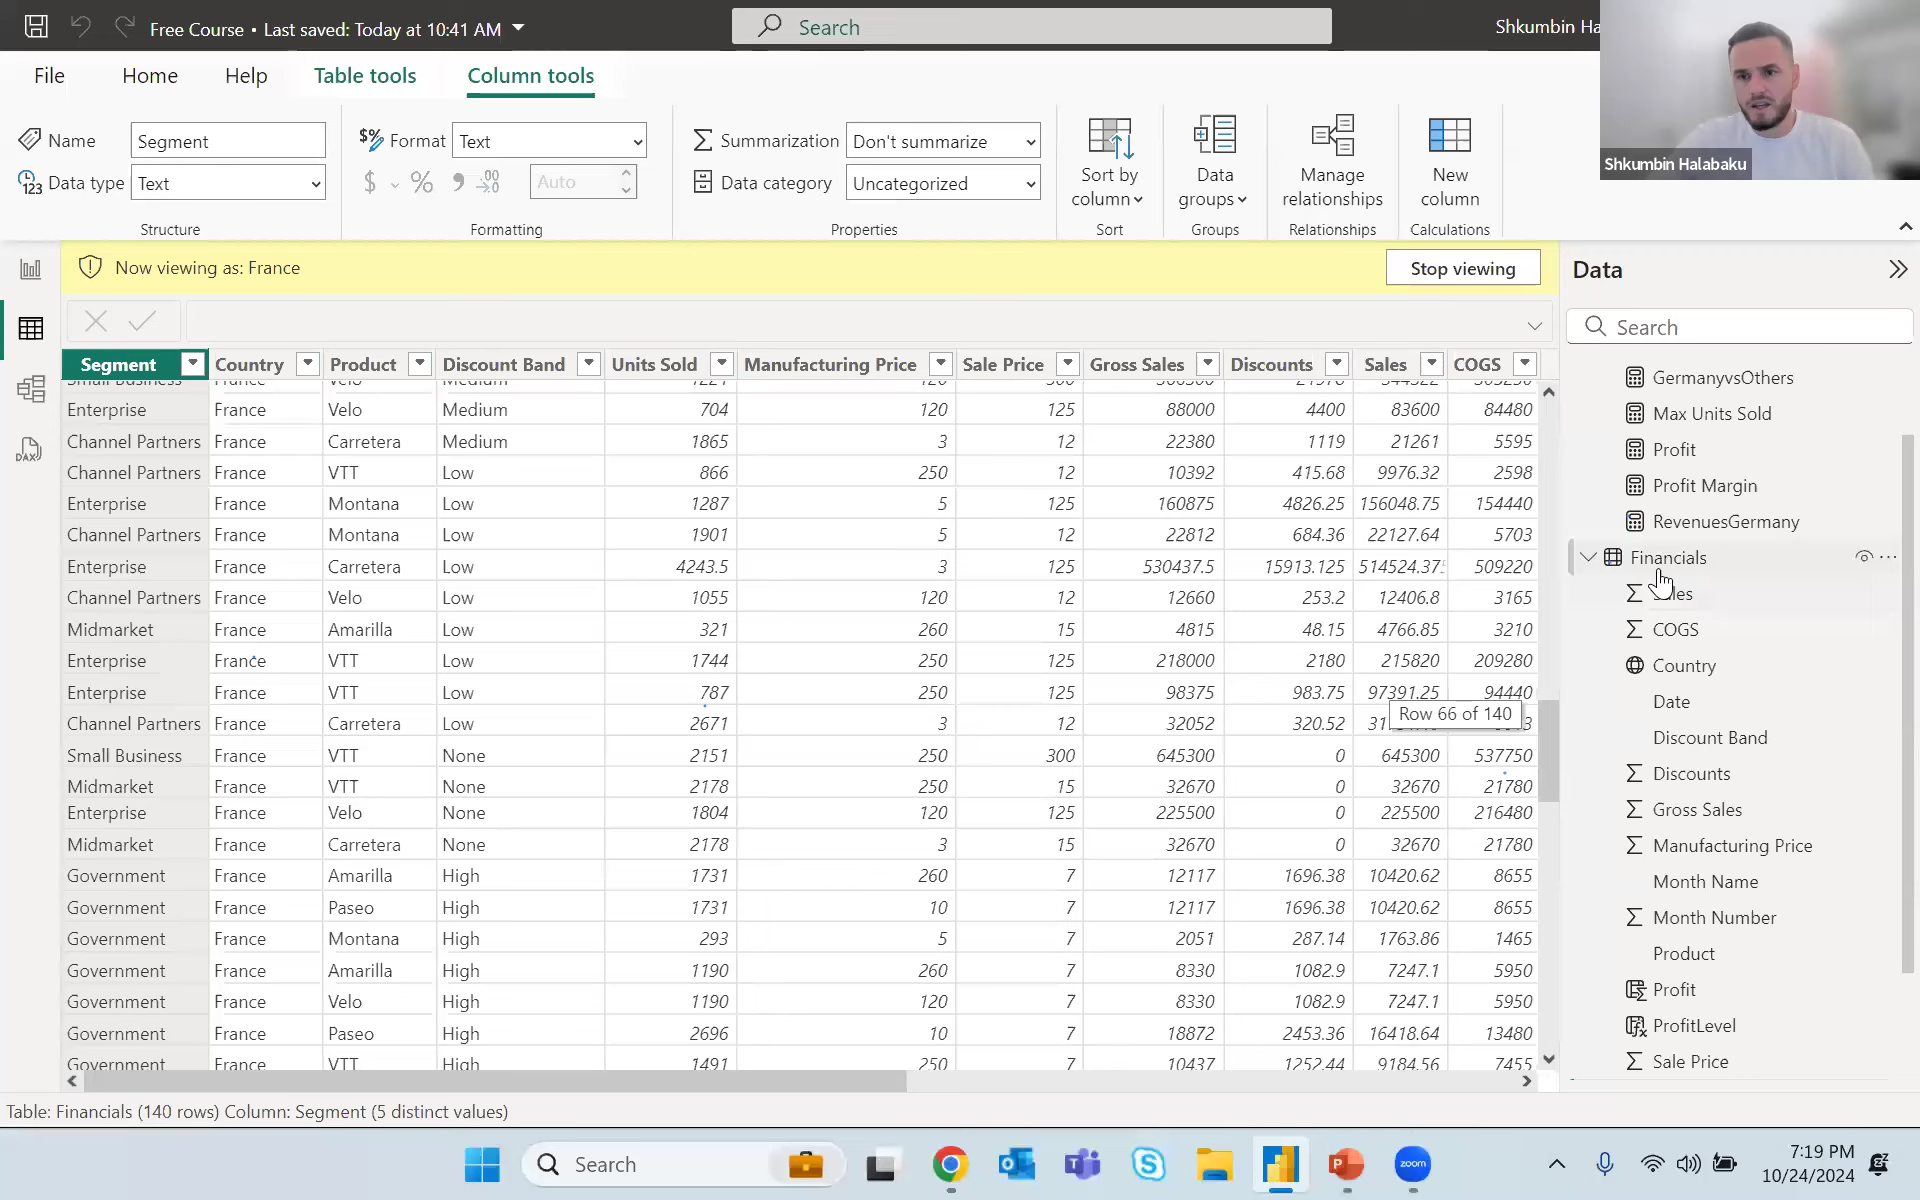 Free Course • Last saved: Today at 10:41 AM
Search
Shkumbin Ha
File Home Help Table tools Column tools
Name Segment
Data type Text
Structure
Format Text
$ % Auto
Formatting
Summarization Don't summarize
Data category Uncategorized
Properties
Sort by
column
Sort
Data
groups
Groups
Manage
relationships
Relationships
New
column
Calculations
Shkumbin Halabaku
Now viewing as: France
Stop viewing
Segment Country Product Discount Band Units Sold Manufacturing Price Sale Price Gross Sales Discounts Sales COGS
Enterprise France Velo Medium 704 120 125 88000 4400 83600 84480
Channel Partners France Carretera Medium 1865 3 12 22380 1119 21261 5595
Channel Partners France VTT Low 866 250 12 10392 415.68 9976.32 2598
Enterprise France Montana Low 1287 5 125 160875 4826.25 156048.75 154440
Channel Partners France Montana Low 1901 5 12 22812 684.36 22127.64 5703
Enterprise France Carretera Low 4243.5 3 125 530437.5 15913.125 514524.37 509220
Channel Partners France Velo Low 1055 120 12 12660 253.2 12406.8 3165
Midmarket France Amarilla Low 321 260 15 4815 48.15 4766.85 3210
Enterprise France VTT Low 1744 250 125 218000 2180 215820 209280
Enterprise France VTT Low 787 250 125 98375 983.75 97391.25 94440
Channel Partners France Carretera Low 2671 3 12 32052 320.52 31
Row 66 of 140
Small Business France VTT None 2151 250 300 645300 0 645300 537750
Midmarket France VTT None 2178 250 15 32670 0 32670 21780
Enterprise France Velo None 1804 120 125 225500 0 225500 216480
Midmarket France Carretera None 2178 3 15 32670 0 32670 21780
Government France Amarilla High 1731 260 7 12117 1696.38 10420.62 8655
Government France Paseo High 1731 10 7 12117 1696.38 10420.62 8655
Government France Montana High 293 5 7 2051 287.14 1763.86 1465
Government France Amarilla High 1190 260 7 8330 1082.9 7247.1 5950
Government France Velo High 1190 120 7 8330 1082.9 7247.1 5950
Government France Paseo High 2696 10 7 18872 2453.36 16418.64 13480
Government France VTT High 1491 250 7 10437 1252.44 9184.56 7455
Table: Financials (140 rows) Column: Segment (5 distinct values)
Data
Search
GermanyvsOthers
Max Units Sold
Profit
Profit Margin
RevenuesGermany
Financials
COGS
Country
Date
Discount Band
Discounts
Gross Sales
Manufacturing Price
Month Name
Month Number
Product
Profit
ProfitLevel
Sale Price
DAX
Search
zoom
7:19 PM
10/24/2024